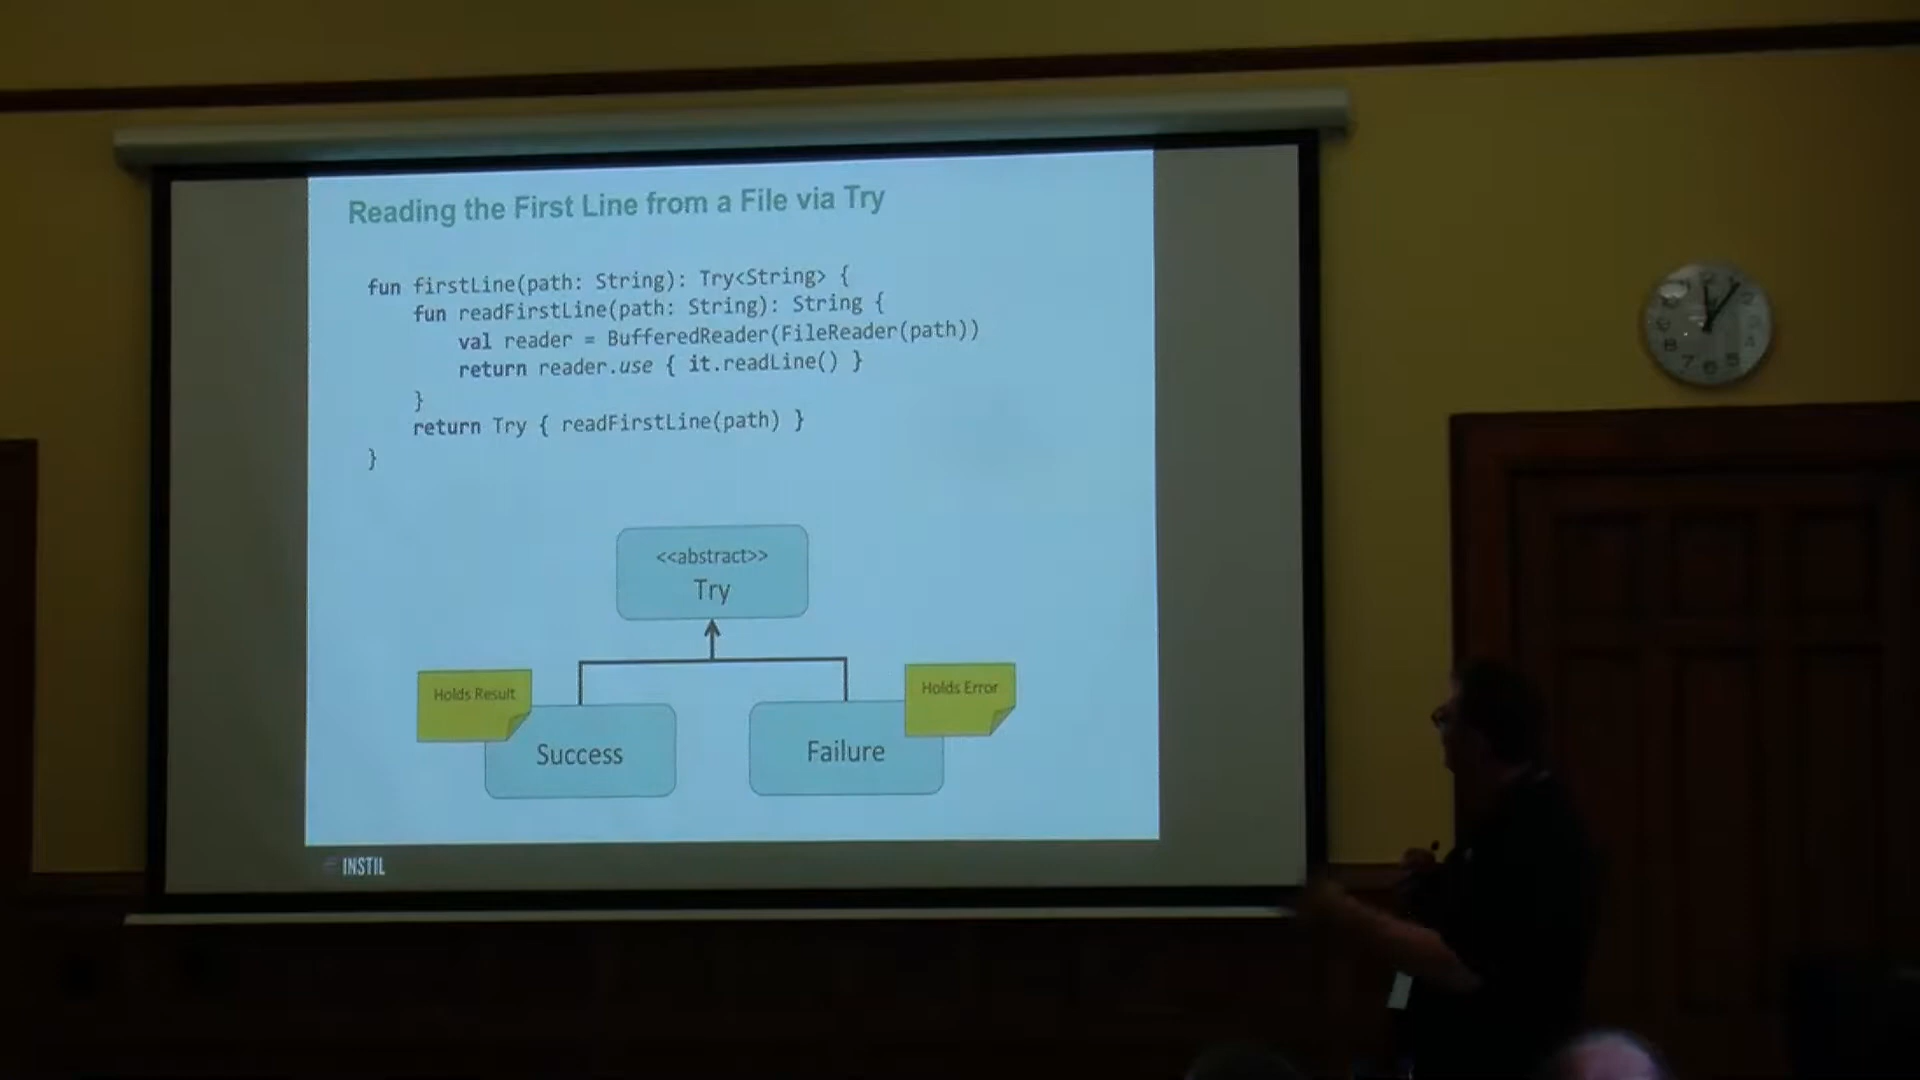 Reading the First Line from a File via Try
fun firstLine(path: String): Try<String> {
fun readFirstLine(path: String): String {
val reader = BufferedReader(FileReader(path))
return reader.use { it.readLine() }
}
return Try { readFirstLine(path) }
}
<<abstract>>
Try
Holds Result
Holds Error
Success
Failure
INSTIL